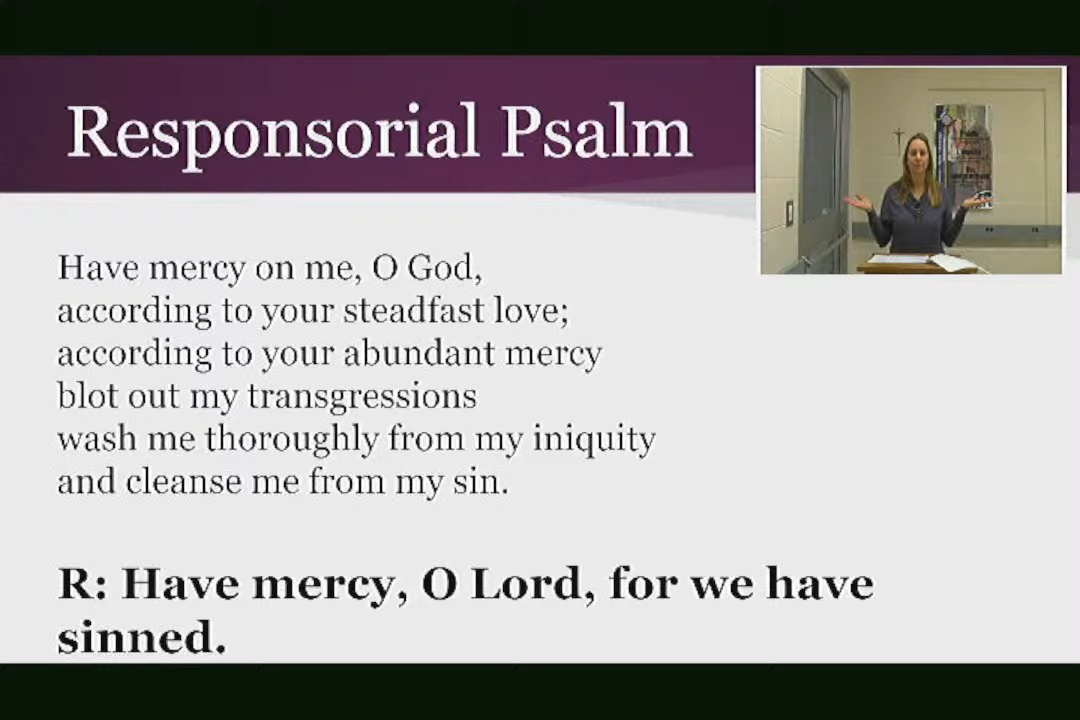 Responsorial Psalm
Have mercy on me, O God,
according to your steadfast love;
according to your abundant mercy
blot out my transgressions
wash me thoroughly from my iniquity
and cleanse me from my sin.
R: Have mercy, O Lord, for we have
sinned.